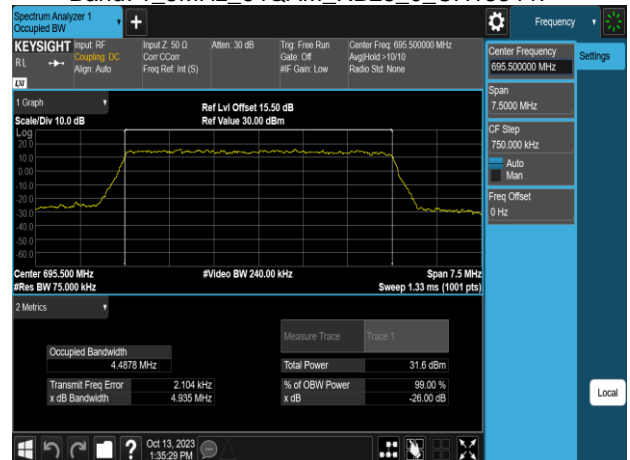 Spectrum Analyzer 1
Occupied BW
Frequency
KEYSIGHT
RL
Input: RF
Coupling: DC
Align: Auto
Input Z: 50 Ω
Corr CCorr
Freq Ref: Int (S)
Atten: 30 dB
Trig: Free Run
Gate: Off
#IF Gain: Low
Center Freq: 695.500000 MHz
Avg|Hold:>10/10
Radio Std: None
LXI
Center Frequency
695.500000 MHz
Settings
Span
7.5000 MHz
CF Step
750.000 kHz
Auto
Man
Freq Offset
0 Hz
1 Graph
Scale/Div 10.0 dB
Ref Lvl Offset 15.50 dB
Ref Value 30.00 dBm
Log
20.0
10.0
0.00
-10.0
-20.0
-30.0
-40.0
-50.0
-60.0
Center 695.500 MHz
#Res BW 75.000 kHz
#Video BW 240.00 kHz
Span 7.5 MHz
Sweep 1.33 ms (1001 pts)
2 Metrics
Measure Trace
Trace 1
Occupied Bandwidth
4.4878 MHz
Total Power 31.6 dBm
Transmit Freq Error 2.104 kHz
% of OBW Power 99.00 %
x dB Bandwidth 4.935 MHz
x dB -26.00 dB
Local
Oct 13, 2023
1:35:29 PM